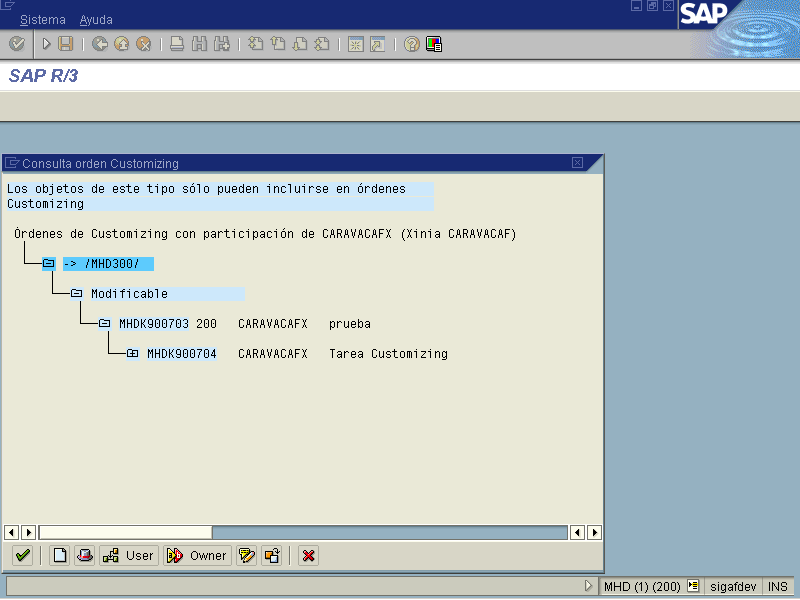 Sistema Ayuda
SAP
SAP R/3
Consulta orden Customizing
Los objetos de este tipo sólo pueden incluirse en órdenes
Customizing
Órdenes de Customizing con participación de CARAVACAFX (Xinia CARAVACAF)
-> /MHD300/
Modificable
MHDK900703 200 CARAVACAFX prueba
MHDK900704 CARAVACAFX Tarea Customizing
User Owner
MHD (1) (200) sigafdev INS